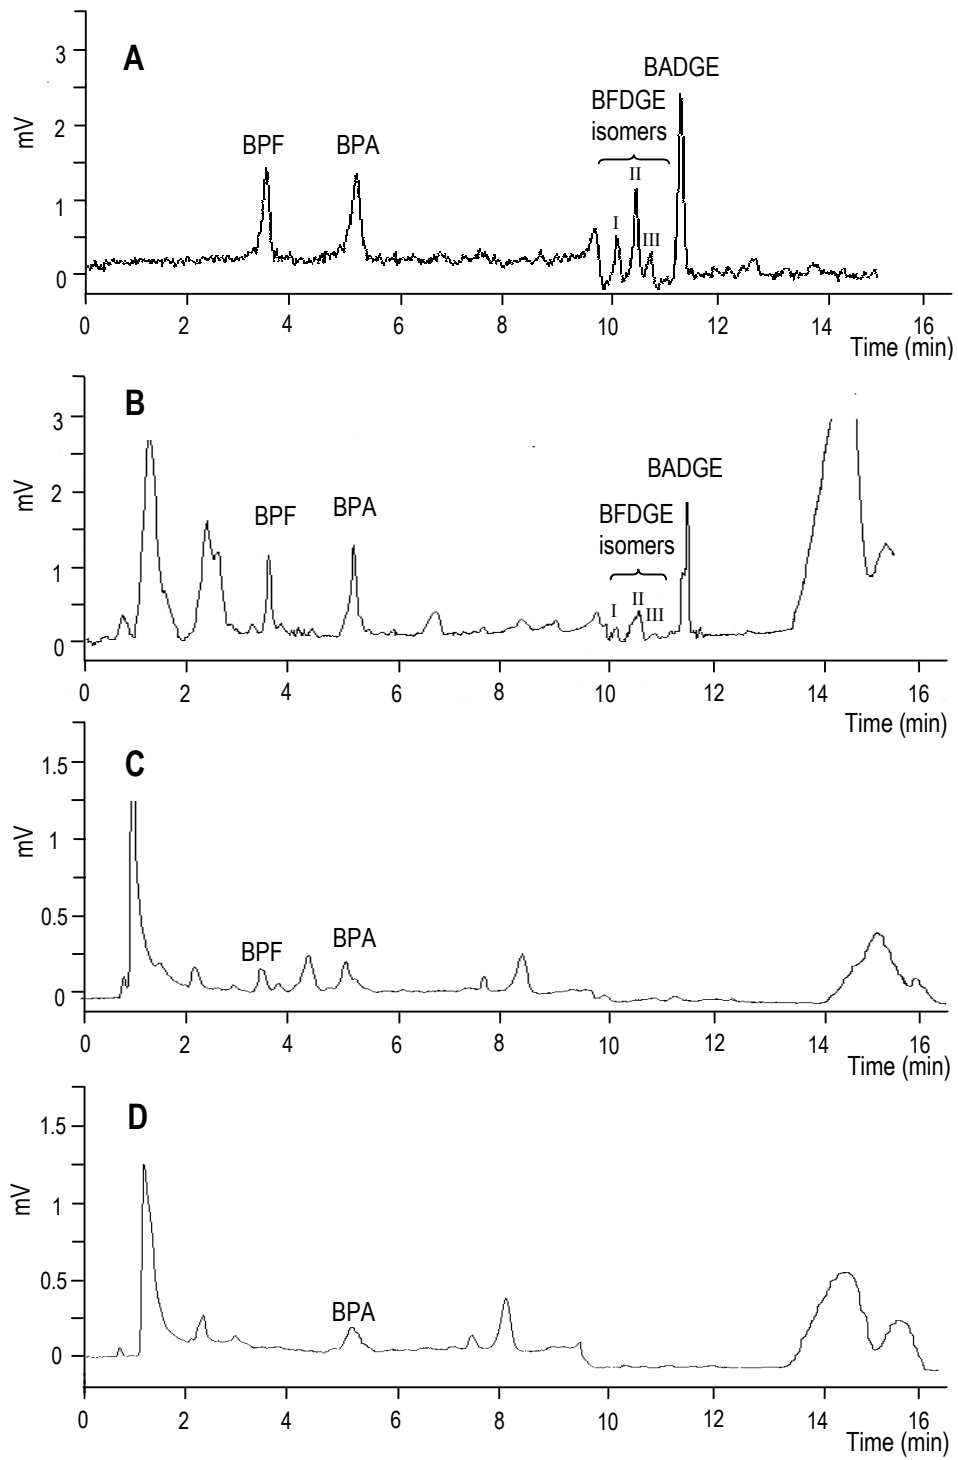 A
BADGE
BFDGE
isomers
BPF
BPA
I
II
III
mV
3
2
1
0
0 2 4 6 8 10 12 14 16
Time (min)
B
BADGE
BFDGE
isomers
BPF
BPA
I
II
III
mV
3
2
1
0
0 2 4 6 8 10 12 14 16
Time (min)
C
BPF
BPA
mV
1.5
1
0.5
0
0 2 4 6 8 10 12 14 16
Time (min)
D
BPA
mV
1.5
1
0.5
0
0 2 4 6 8 10 12 14 16
Time (min)